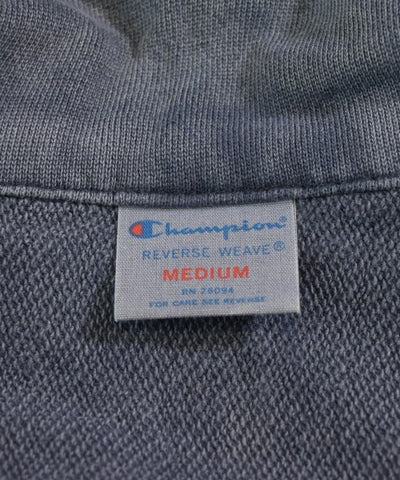 Champion®
REVERSE WEAVE®
MEDIUM
RN 26094
FOR CARE SEE REVERSE